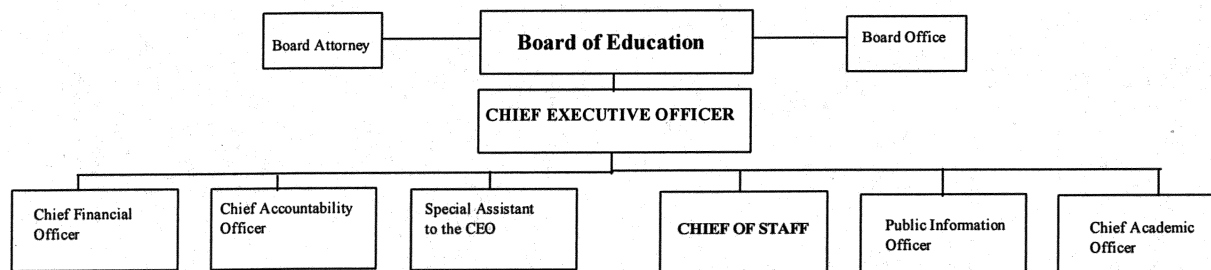 Board Attorney
Board of Education
Board Office
CHIEF EXECUTIVE OFFICER
Chief Financial
Officer
Chief Accountability
Officer
Special Assistant
to the CEO
CHIEF OF STAFF
Public Information
Officer
Chief Academic
Officer